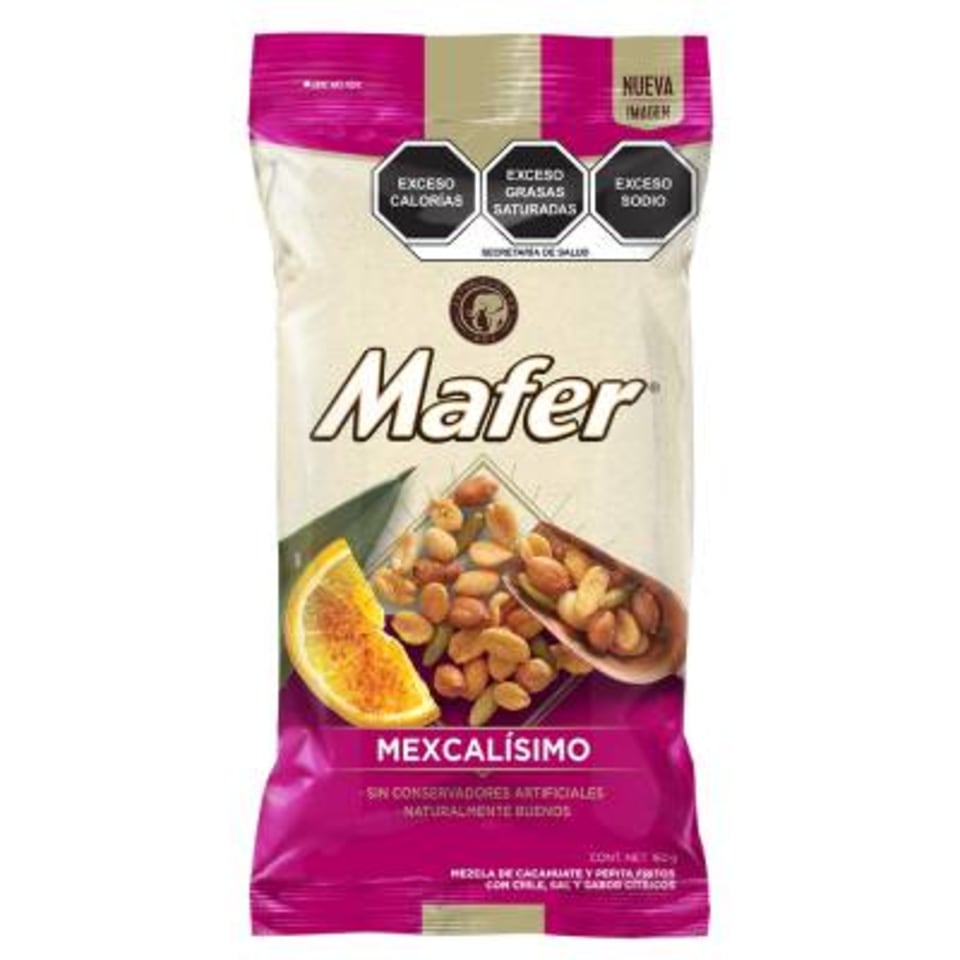 NUEVA
IMAGEN
EXCESO
CALORÍAS
EXCESO
GRASAS
SATURADAS
EXCESO
SODIO
SECRETARÍA DE SALUD
Mafer®
MEXCALÍSIMO
SIN CONSERVADORES ARTIFICIALES
NATURALMENTE BUENOS
CONT. NET.
MEZCLA DE CACAHUATE Y PEPITA FRITOS
CON CHILE, SAL Y SABOR CÍTRICOS